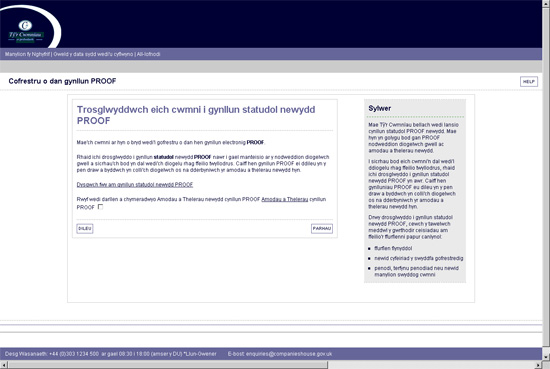 Tŷ'r Cwmnïau
Manylion fy Nghyfrif | Gweld y data sydd wedi'u cyflwyno | All-lofnodi
Cofrestru o dan gynllun PROOF
HELP
Trosglwyddwch eich cwmni i gynllun statudol newydd
PROOF
Mae'ch cwmni ar hyn o bryd wedi'i gofrestru o dan hen gynllun electronig PROOF.
Rhaid ichi drosglwyddo i gynllun statudol newydd PROOF nawr i gael manteisio ar y nodweddion diogelwch
gwell a sicrhau'ch bod yn dal wedi'ch diogelu rhag ffeilio twyllodrus. Caiff hen gynllun PROOF ei ddileu yn y
pen draw a byddwch yn colli'ch diogelwch os na dderbyniwch yr amodau a thelerau newydd hyn.
Dysgwch fwy am gynllun statudol newydd PROOF
Rwyf wedi darllen a chymeradwyo Amodau a Thelerau newydd cynllun PROOF Amodau a Thelerau cynllun
PROOF
DILEU
PARHAU
Sylwer
Mae Tŷ'r Cwmnïau bellach wedi lansio
cynllun statudol PROOF newydd. Mae
hyn yn golygu bod gan PROOF
nodweddion diogelwch gwell ac
amodau a thelerau newydd.
I sicrhau bod eich cwmni'n dal wedi'i
ddiogelu rhag ffeilio twyllodrus, rhaid
ichi drosglwyddo i gynllun statudol
newydd PROOF yn awr. Caiff hen
gynlluniau PROOF eu dileu yn y pen
draw a byddwch yn colli'ch diogelwch
os na dderbyniwch yr amodau a
thelerau newydd hyn.
Drwy drosglwyddo i gynllun statudol
newydd PROOF, cewch y tawelwch
meddwl y gwrthodir ceisiadau am
ffeilio'r ffurflenni papur canlynol:
ffurflen flynyddol
newid cyfeiriad y swyddfa gofrestredig
penodi, terfynu penodiad neu newid
manylion swyddog cwmni
Desg Wasanaeth: +44 (0)303 1234 500 ar gael 08:30 i 18:00 (amser y DU) *Llun-Gwener E-bost: enquiries@companieshouse.gov.uk